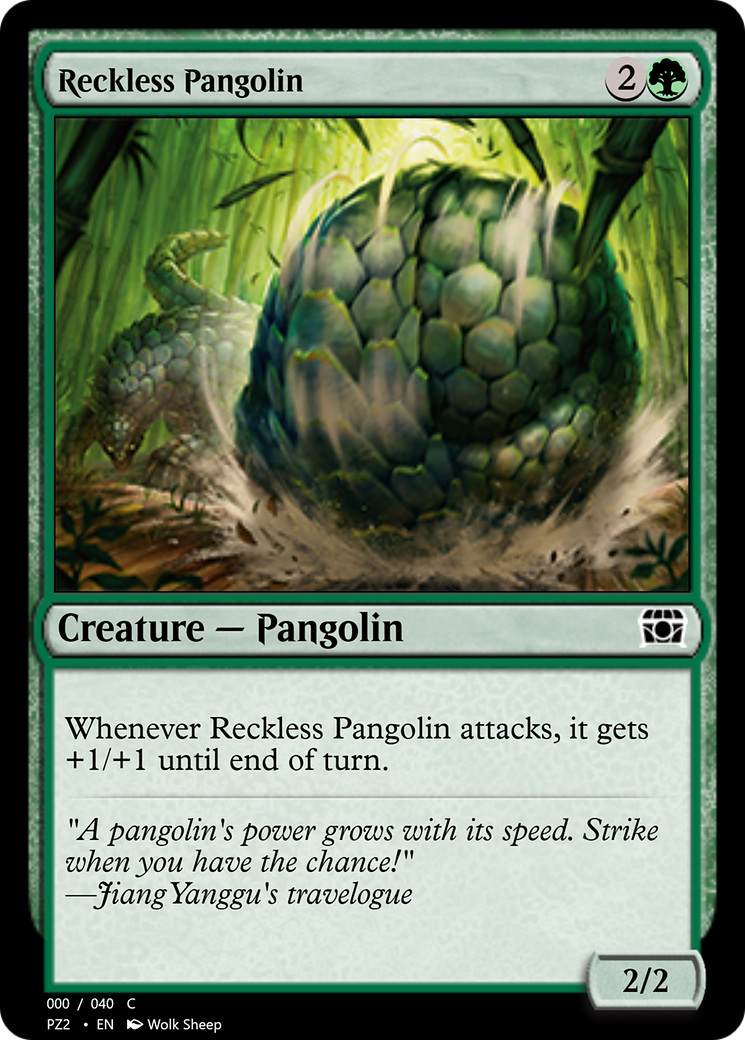 Reckless Pangolin 2
Creature — Pangolin
Whenever Reckless Pangolin attacks, it gets
+1/+1 until end of turn.
"A pangolin's power grows with its speed. Strike
when you have the chance!"
—Jiang Yanggu's travelogue
2/2
000 / 040 C
PZ2 • EN Wolk Sheep